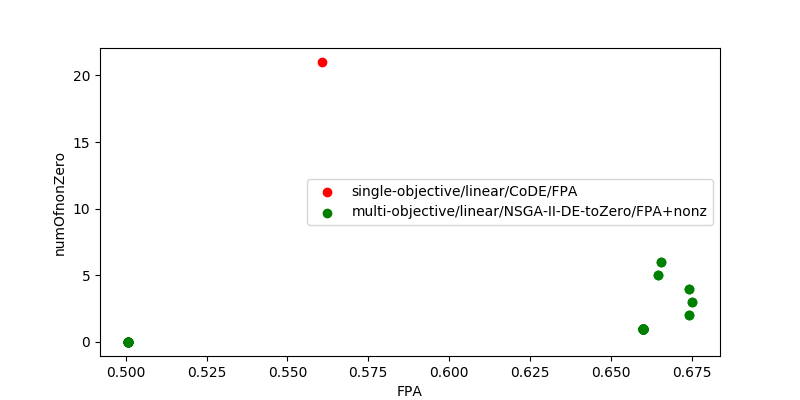 20
15
10
5
0
numOfnonZero
single-objective/linear/CoDE/FPA
multi-objective/linear/NSGA-II-DE-toZero/FPA+nonz
0.500 0.525 0.550 0.575 0.600 0.625 0.650 0.675
FPA